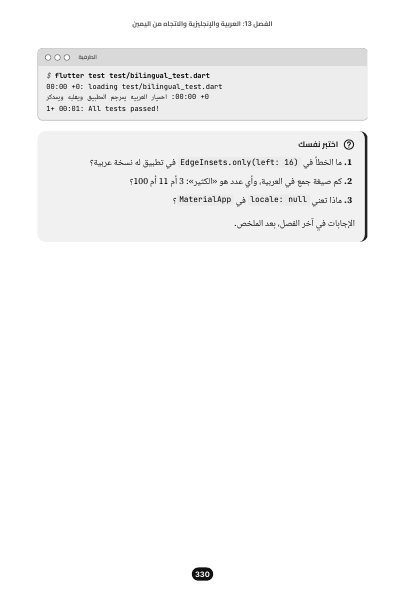 الفصل 13: العربية والإنجليزية والاتجاه من اليمين
الطرفية
$ flutter test test/bilingual_test.dart
00:00 +0: loading test/bilingual_test.dart
00:00 +0: اختبار العربية يترجم التطبيق ويقلبه ويتذكر
00:01 +1: All tests passed!
اختبر نفسك
1. ما الخطأ في EdgeInsets.only(left: 16) في تطبيق له نسخة عربية؟
2. كم صيغة جمع في العربية، وأي عدد هو «الكثير»: 3 أم 11 أم 100؟
3. ماذا تعني locale: null في MaterialApp ؟
الإجابات في آخر الفصل، بعد الملخص.
330